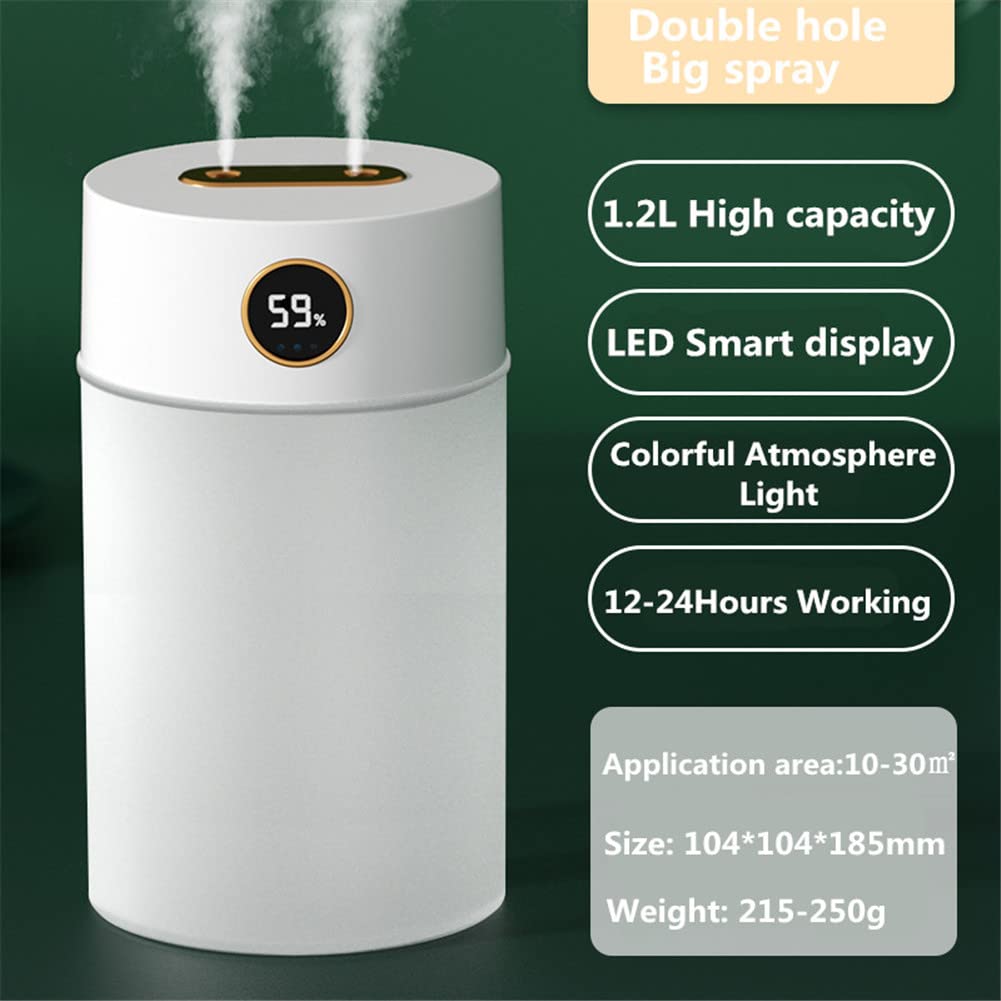 Double hole
Big spray
59%
1.2L High capacity
LED Smart display
Colorful Atmosphere
Light
12-24Hours Working
Application area:10-30㎡
Size: 104*104*185mm
Weight: 215-250g